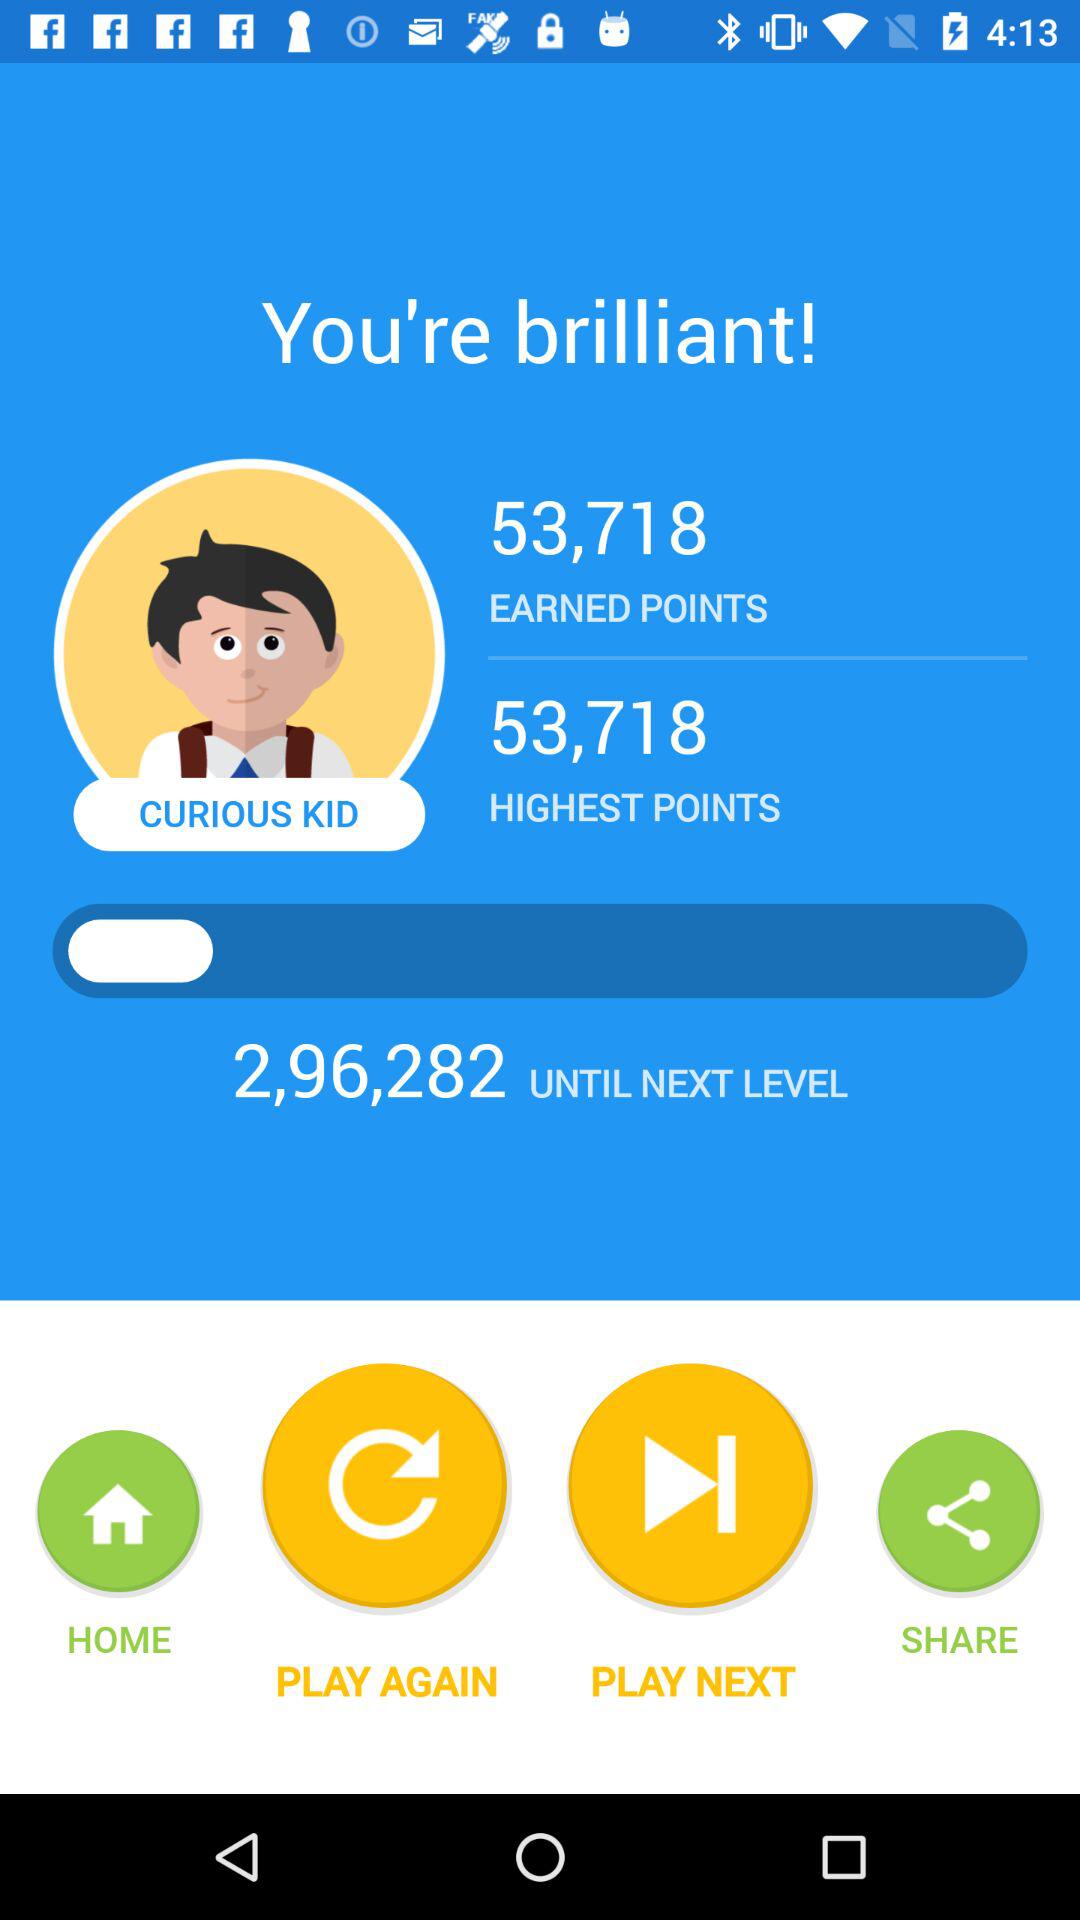 FAKE
4:13
You're brilliant!
53,718
EARNED POINTS
53,718
HIGHEST POINTS
CURIOUS KID
2,96,282 UNTIL NEXT LEVEL
HOME
PLAY AGAIN
PLAY NEXT
SHARE